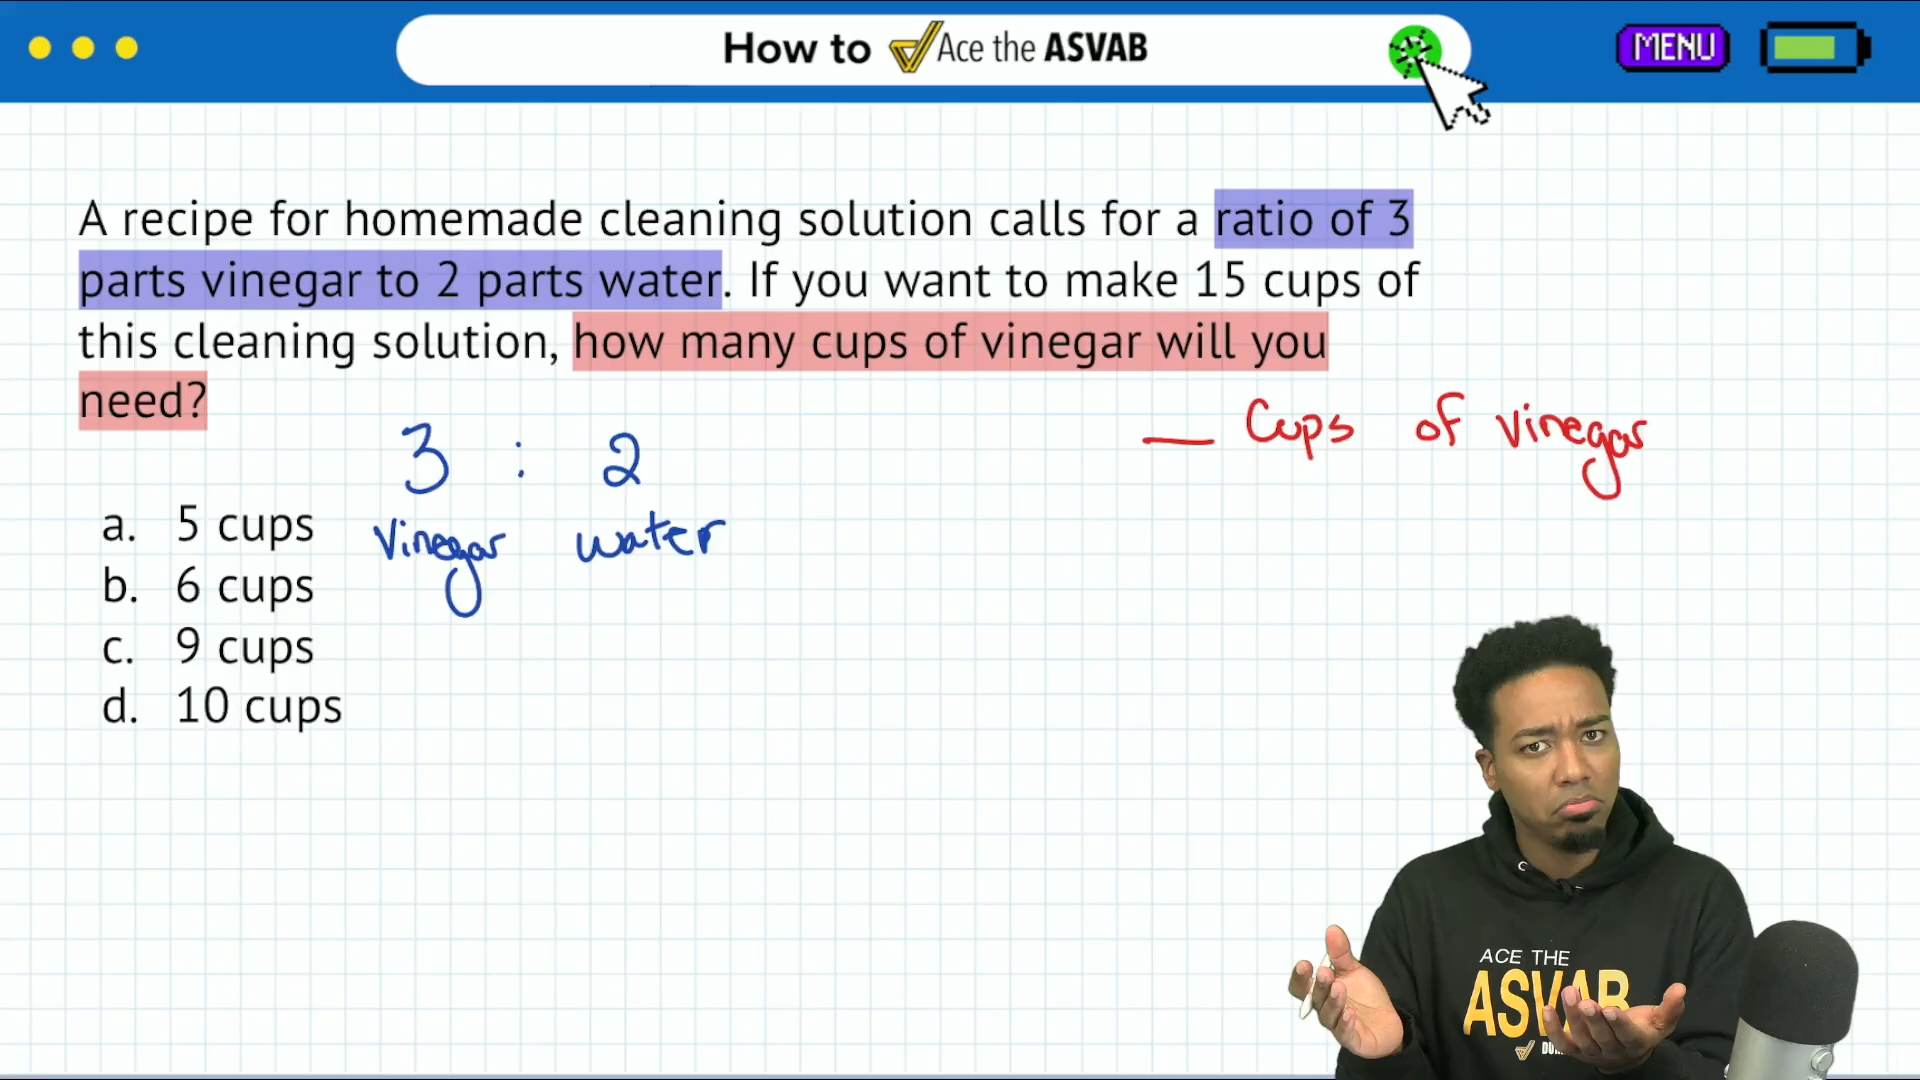 How to Ace the ASVAB
MENU
A recipe for homemade cleaning solution calls for a ratio of 3
parts vinegar to 2 parts water. If you want to make 15 cups of
this cleaning solution, how many cups of vinegar will you
need?
__ Cups of vinegar
3 : 2
vinegar water
a. 5 cups
b. 6 cups
c. 9 cups
d. 10 cups
ACE THE
ASVAB